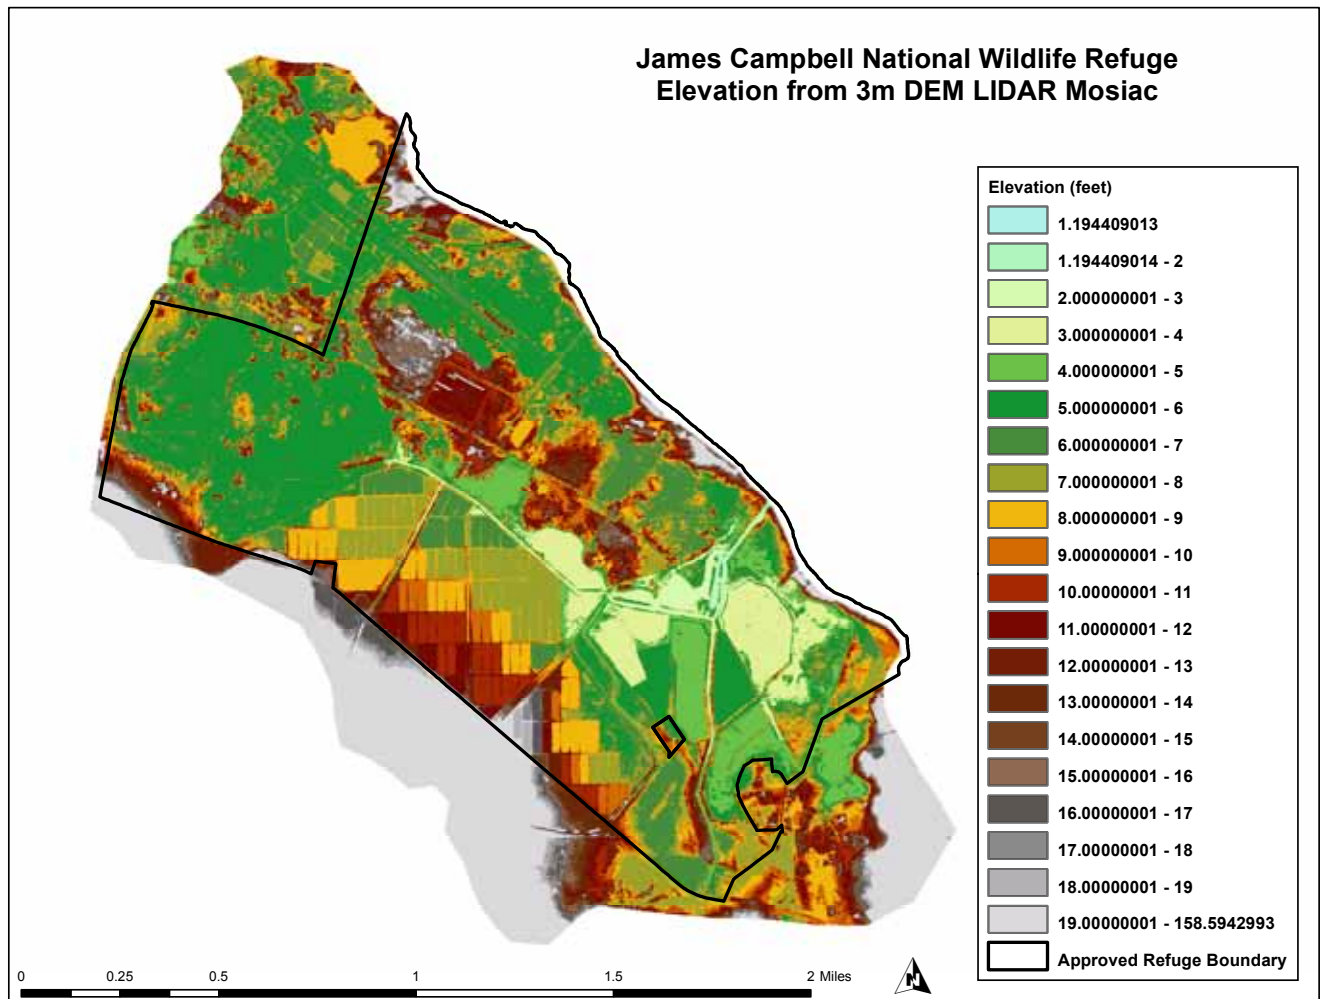 James Campbell National Wildlife Refuge
Elevation from 3m DEM LIDAR Mosiac
Elevation (feet)
1.194409013
1.194409014 - 2
2.000000001 - 3
3.000000001 - 4
4.000000001 - 5
5.000000001 - 6
6.000000001 - 7
7.000000001 - 8
8.000000001 - 9
9.000000001 - 10
10.00000001 - 11
11.00000001 - 12
12.00000001 - 13
13.00000001 - 14
14.00000001 - 15
15.00000001 - 16
16.00000001 - 17
17.00000001 - 18
18.00000001 - 19
19.00000001 - 158.5942993
Approved Refuge Boundary
0 0.25 0.5 1 1.5 2 Miles
N